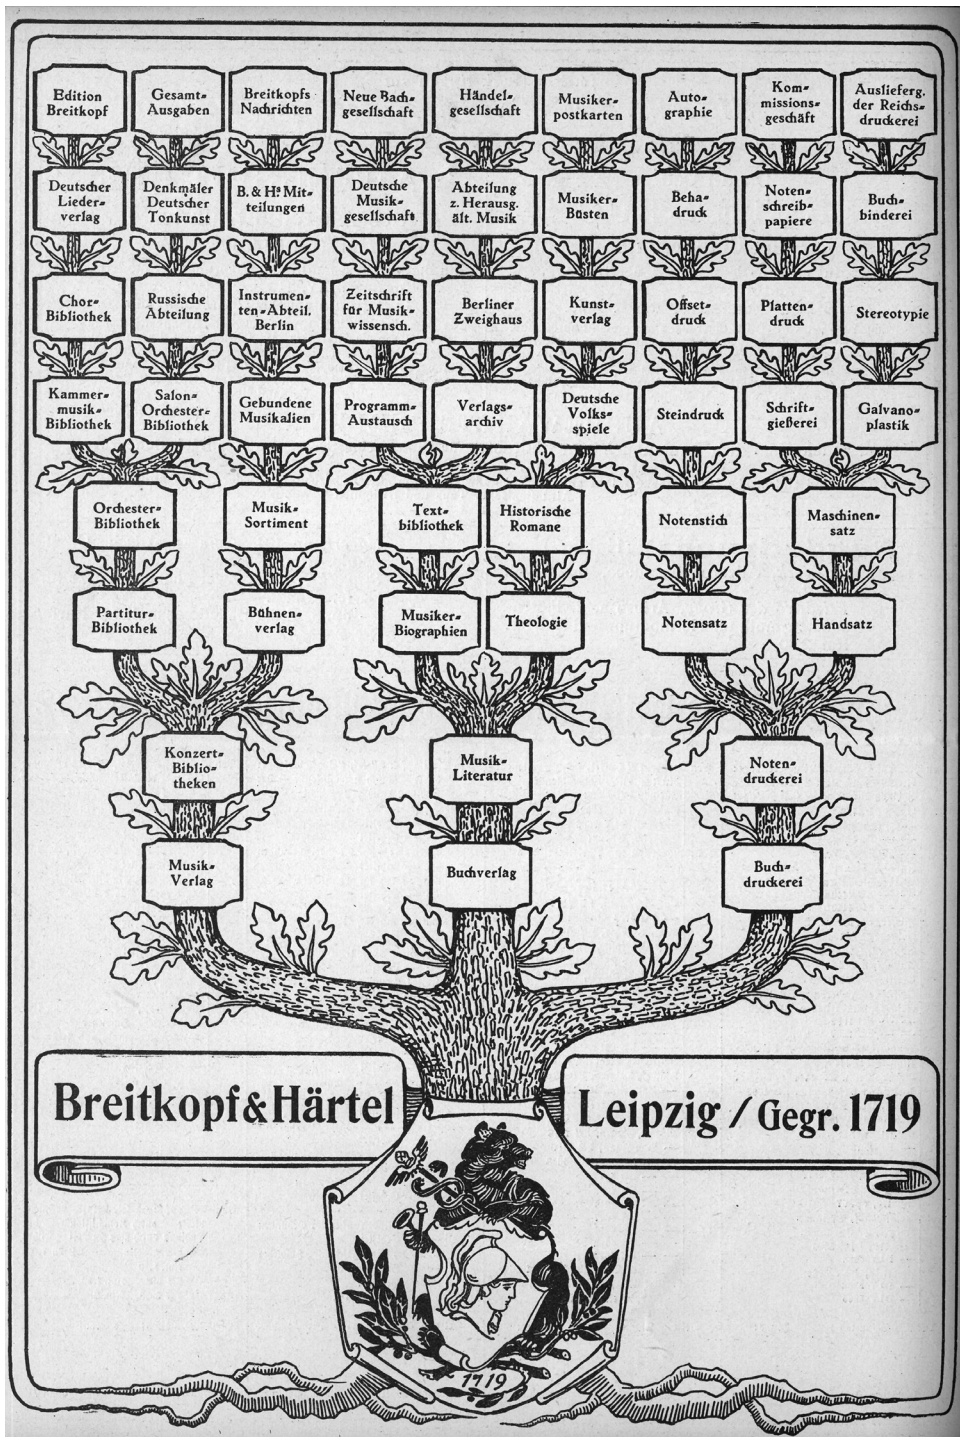 Edition
Breitkopf
Gesamt-
Ausgaben
Breitkopfs
Nachrichten
Neue Bach-
gesellschaft
Händel-
gesellschaft
Musiker-
postkarten
Auto-
graphie
Kom-
missions-
geschäft
Auslieferg.
der Reichs-
druckerei
Deutscher
Lieder-
verlag
Denkmäler
Deutscher
Tonkunst
B. & Hs Mit-
teilungen
Deutsche
Musik-
gesellschaft
Abteilung
z. Herausg.
ält. Musik
Musiker-
Büsten
Beha-
druck
Noten-
schreib-
papiere
Buch-
binderei
Chor-
Bibliothek
Russische
Abteilung
Instrumen-
ten-Abteil.
Berlin
Zeitschrift
für Musik-
wissensch.
Berliner
Zweighaus
Kunst-
verlag
Offset-
druck
Platten-
druck
Stereotypie
Kammer-
musik-
Bibliothek
Salon-
Orchester-
Bibliothek
Gebundene
Musikalien
Programm-
Austausch
Verlags-
archiv
Deutsche
Volks-
spiele
Steindruck
Schrift-
gießerei
Galvano-
plastik
Orchester-
Bibliothek
Musik-
Sortiment
Text-
bibliothek
Historische
Romane
Notenstich
Maschinen-
satz
Partitur-
Bibliothek
Bühnen-
verlag
Musiker-
Biographien
Theologie
Notensatz
Handsatz
Konzert-
Biblio-
theken
Musik-
Literatur
Noten-
druckerei
Musik-
Verlag
Buchverlag
Buch-
druckerei
Breitkopf & Härtel
Leipzig / Gegr. 1719
1719